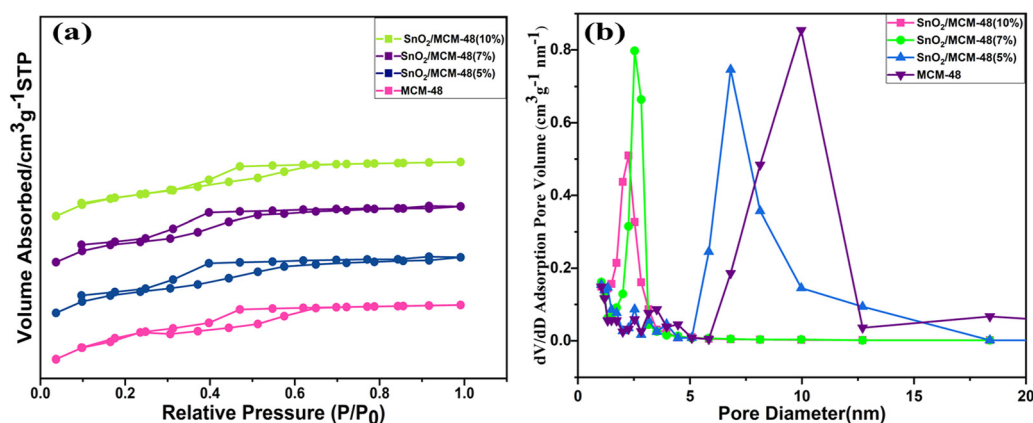 (a)
SnO2/MCM-48(10%)
SnO2/MCM-48(7%)
SnO2/MCM-48(5%)
MCM-48
Volume Absorbed/cm3g-1STP
0.0 0.2 0.4 0.6 0.8 1.0
Relative Pressure (P/P0)
(b)
SnO2/MCM-48(10%)
SnO2/MCM-48(7%)
SnO2/MCM-48(5%)
MCM-48
dV/dD Adsorption Pore Volume (cm3g-1 nm-1)
0.8
0.6
0.4
0.2
0.0
0 5 10 15 20
Pore Diameter(nm)